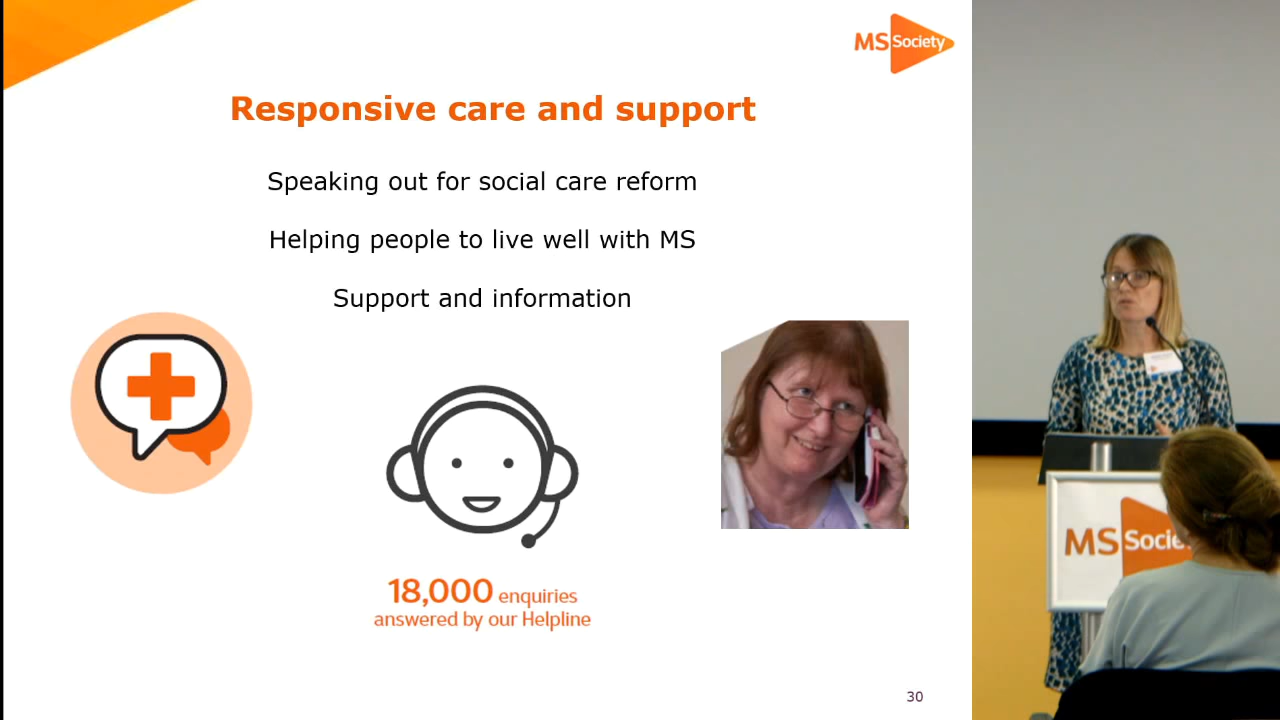 MS Society
Responsive care and support
Speaking out for social care reform
Helping people to live well with MS
Support and information
18,000 enquiries
answered by our Helpline
30
MS Socie